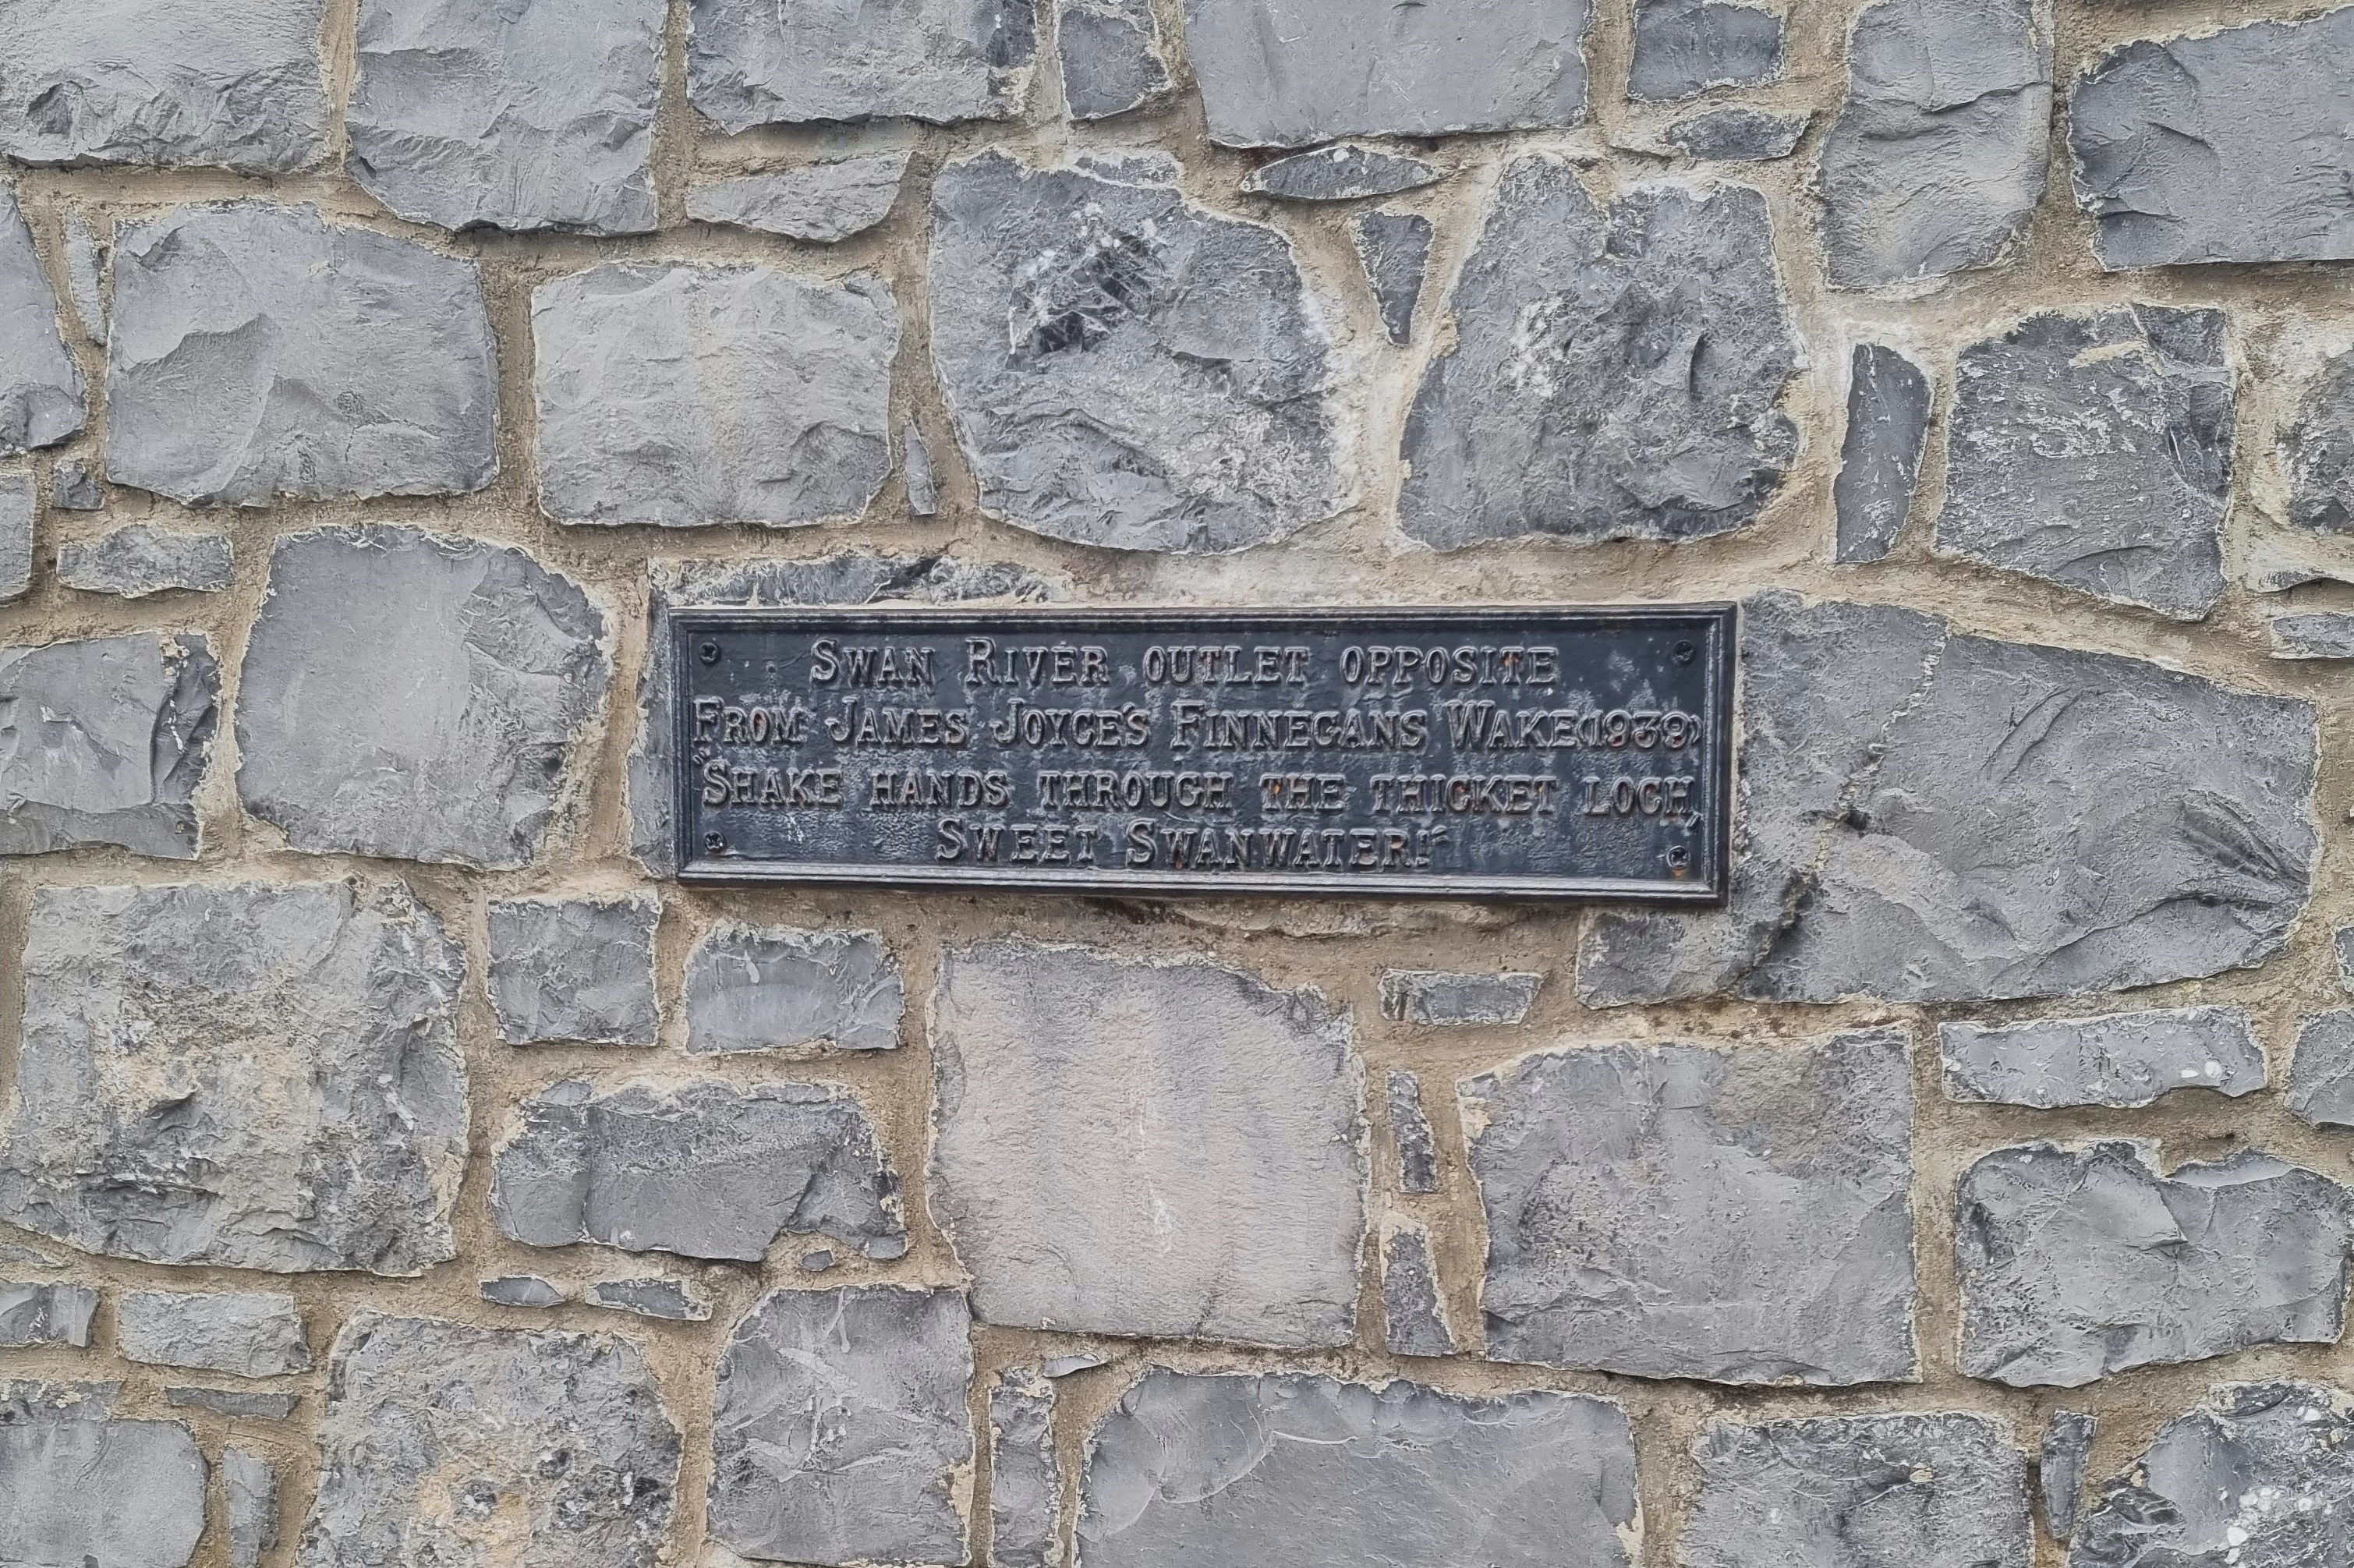 SWAN RIVER OUTLET OPPOSITE
FROM JAMES JOYCE'S FINNEGANS WAKE (1939)
"SHAKE HANDS THROUGH THE THICKET LOCH,
SWEET SWANWATER!"